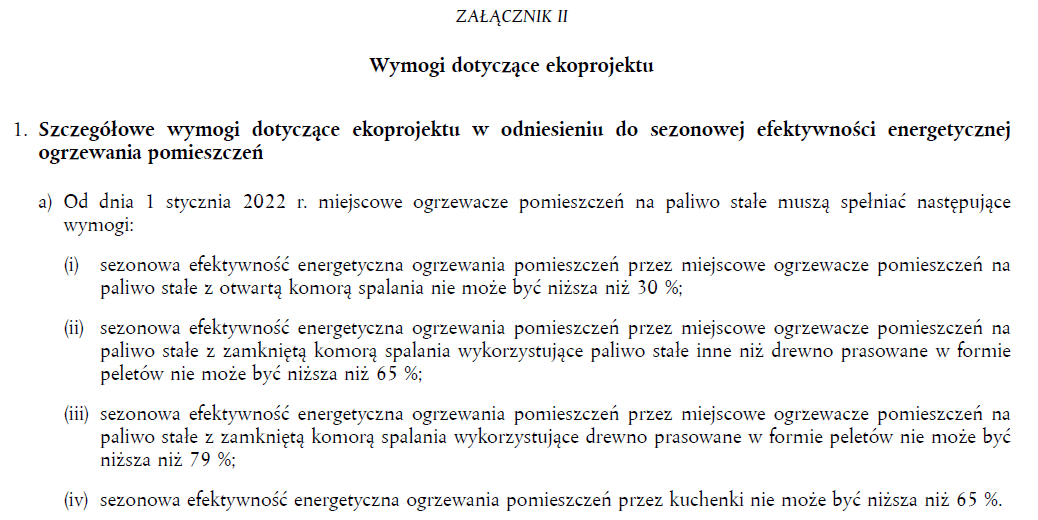 ZAŁĄCZNIK II
Wymogi dotyczące ekoprojektu
1. Szczegółowe wymogi dotyczące ekoprojektu w odniesieniu do sezonowej efektywności energetycznej
ogrzewania pomieszczeń
a) Od dnia 1 stycznia 2022 r. miejscowe ogrzewacze pomieszczeń na paliwo stałe muszą spełniać następujące
wymogi:
(i) sezonowa efektywność energetyczna ogrzewania pomieszczeń przez miejscowe ogrzewacze pomieszczeń na
paliwo stałe z otwartą komorą spalania nie może być niższa niż 30 %;
(ii) sezonowa efektywność energetyczna ogrzewania pomieszczeń przez miejscowe ogrzewacze pomieszczeń na
paliwo stałe z zamkniętą komorą spalania wykorzystujące paliwo stałe inne niż drewno prasowane w formie
peletów nie może być niższa niż 65 %;
(iii) sezonowa efektywność energetyczna ogrzewania pomieszczeń przez miejscowe ogrzewacze pomieszczeń na
paliwo stałe z zamkniętą komorą spalania wykorzystujące drewno prasowane w formie peletów nie może być
niższa niż 79 %;
(iv) sezonowa efektywność energetyczna ogrzewania pomieszczeń przez kuchenki nie może być niższa niż 65 %.